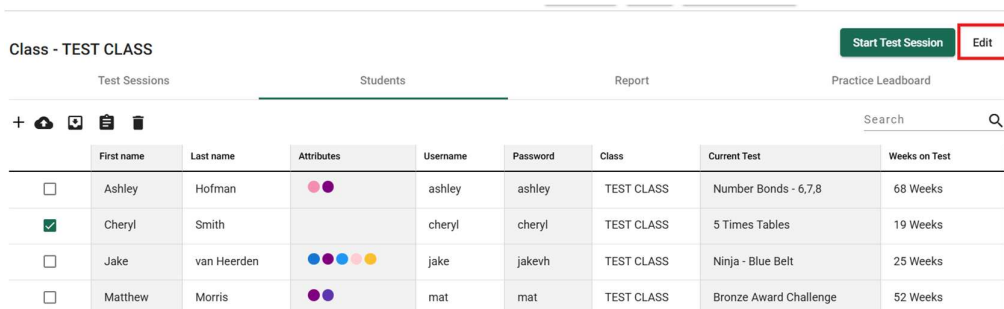 Class - TEST CLASS
Start Test Session
Edit
Test Sessions Students Report Practice Leadboard
Search
First name Last name Attributes Username Password Class Current Test Weeks on Test
Ashley Hofman ashley ashley TEST CLASS Number Bonds - 6,7,8 68 Weeks
Cheryl Smith cheryl cheryl TEST CLASS 5 Times Tables 19 Weeks
Jake van Heerden jake jakevh TEST CLASS Ninja - Blue Belt 25 Weeks
Matthew Morris mat mat TEST CLASS Bronze Award Challenge 52 Weeks